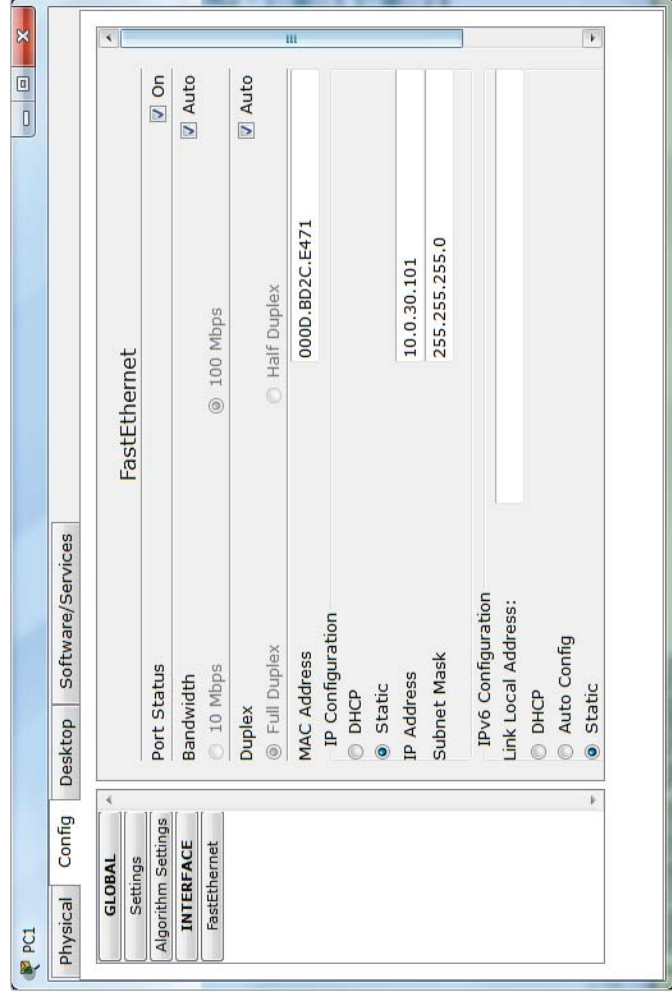 PC1
Physical Config Desktop Software/Services
GLOBAL
Settings
Algorithm Settings
INTERFACE
FastEthernet
FastEthernet
Port Status On
Bandwidth Auto
10 Mbps 100 Mbps
Duplex Auto
Full Duplex Half Duplex
MAC Address 000D.BD2C.E471
IP Configuration
DHCP
Static
IP Address 10.0.30.101
Subnet Mask 255.255.255.0
IPv6 Configuration
Link Local Address:
DHCP
Auto Config
Static